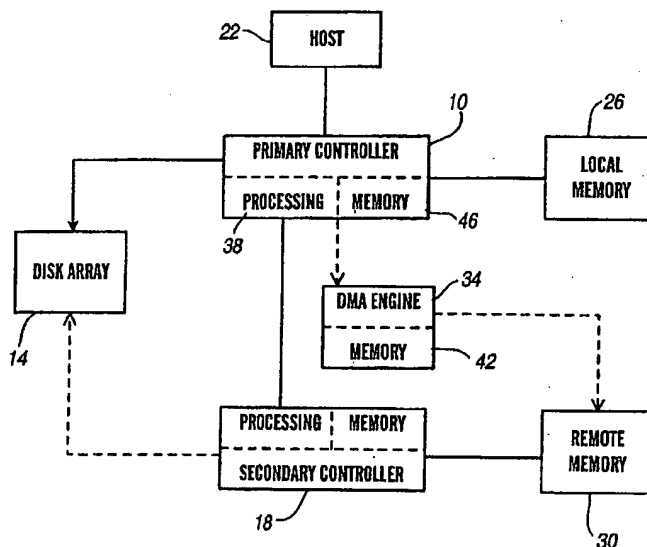 22
HOST
10
26
PRIMARY CONTROLLER
PROCESSING
MEMORY
38
46
LOCAL
MEMORY
DISK ARRAY
14
34
DMA ENGINE
MEMORY
42
PROCESSING
MEMORY
SECONDARY CONTROLLER
18
REMOTE
MEMORY
30